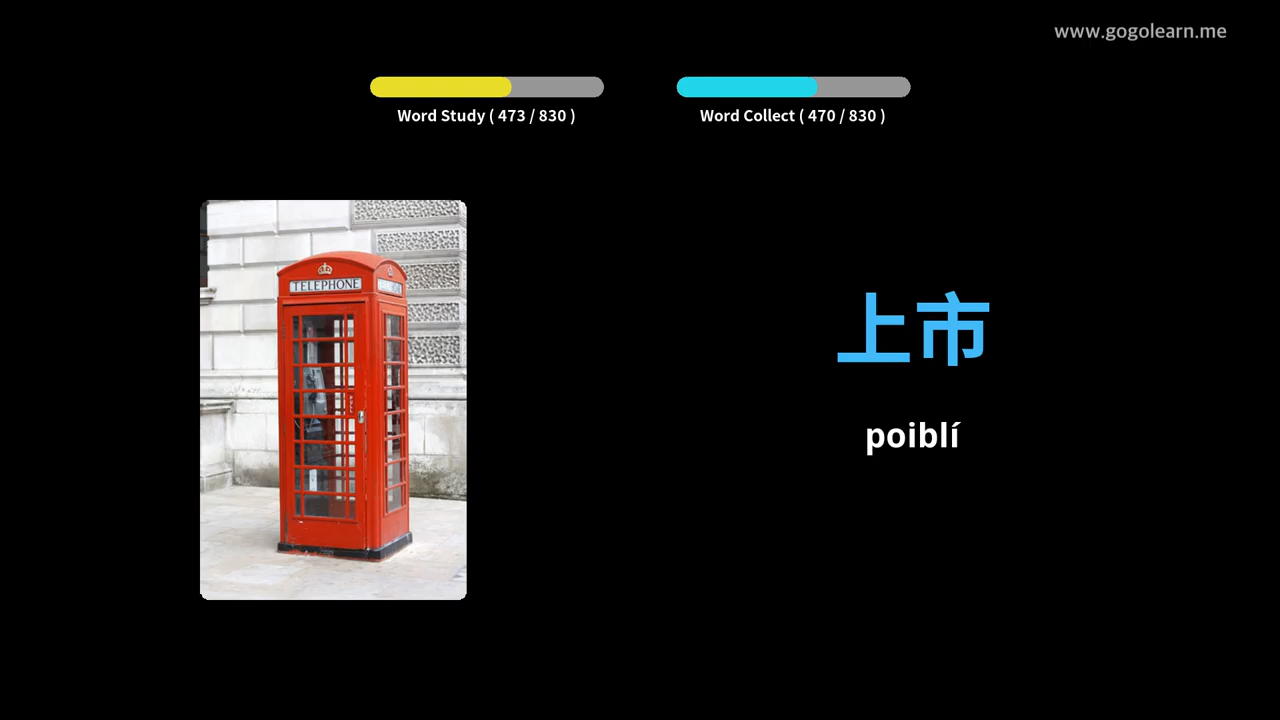 www.gogolearn.me
Word Study ( 473 / 830 )
Word Collect ( 470 / 830 )
TELEPHONE
上市
poiblí